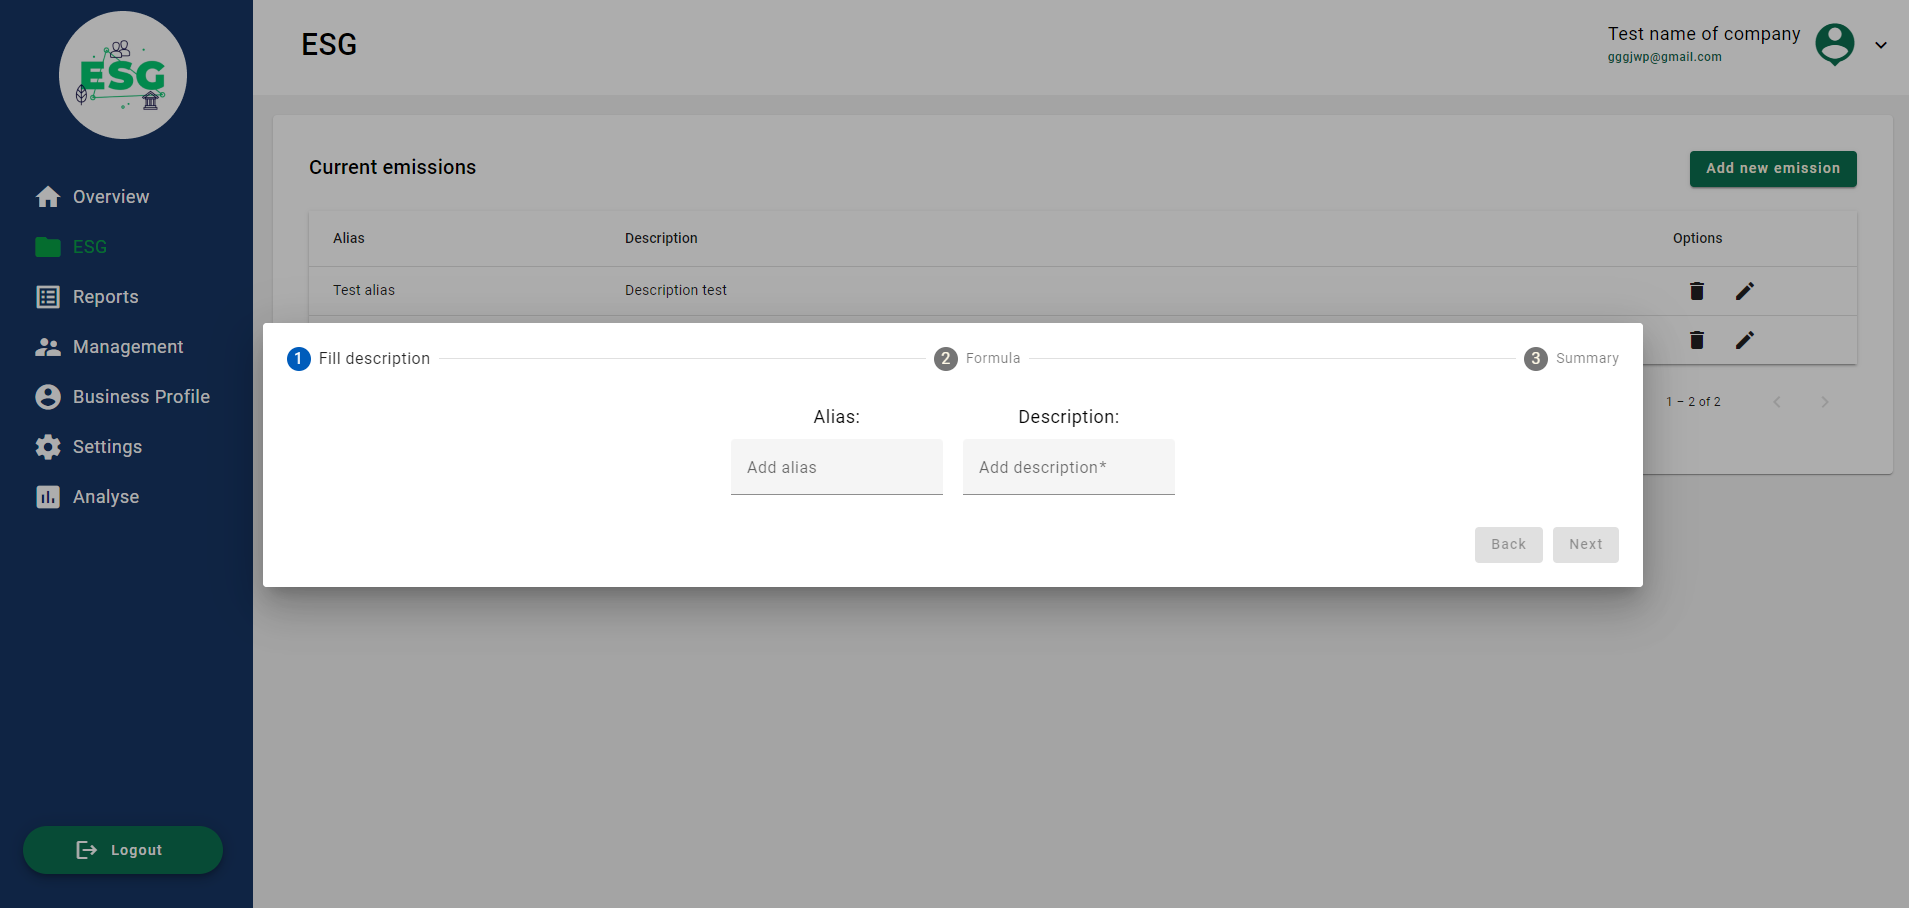 ESG
Overview
ESG
Reports
Management
Business Profile
Settings
Analyse
Logout
ESG
Test name of company
gggjwp@gmail.com
Current emissions
Add new emission
Alias Description Options
Test alias Description test
1 Fill description 2 Formula 3 Summary
Alias: Description:
Add alias Add description*
Back Next
1 – 2 of 2